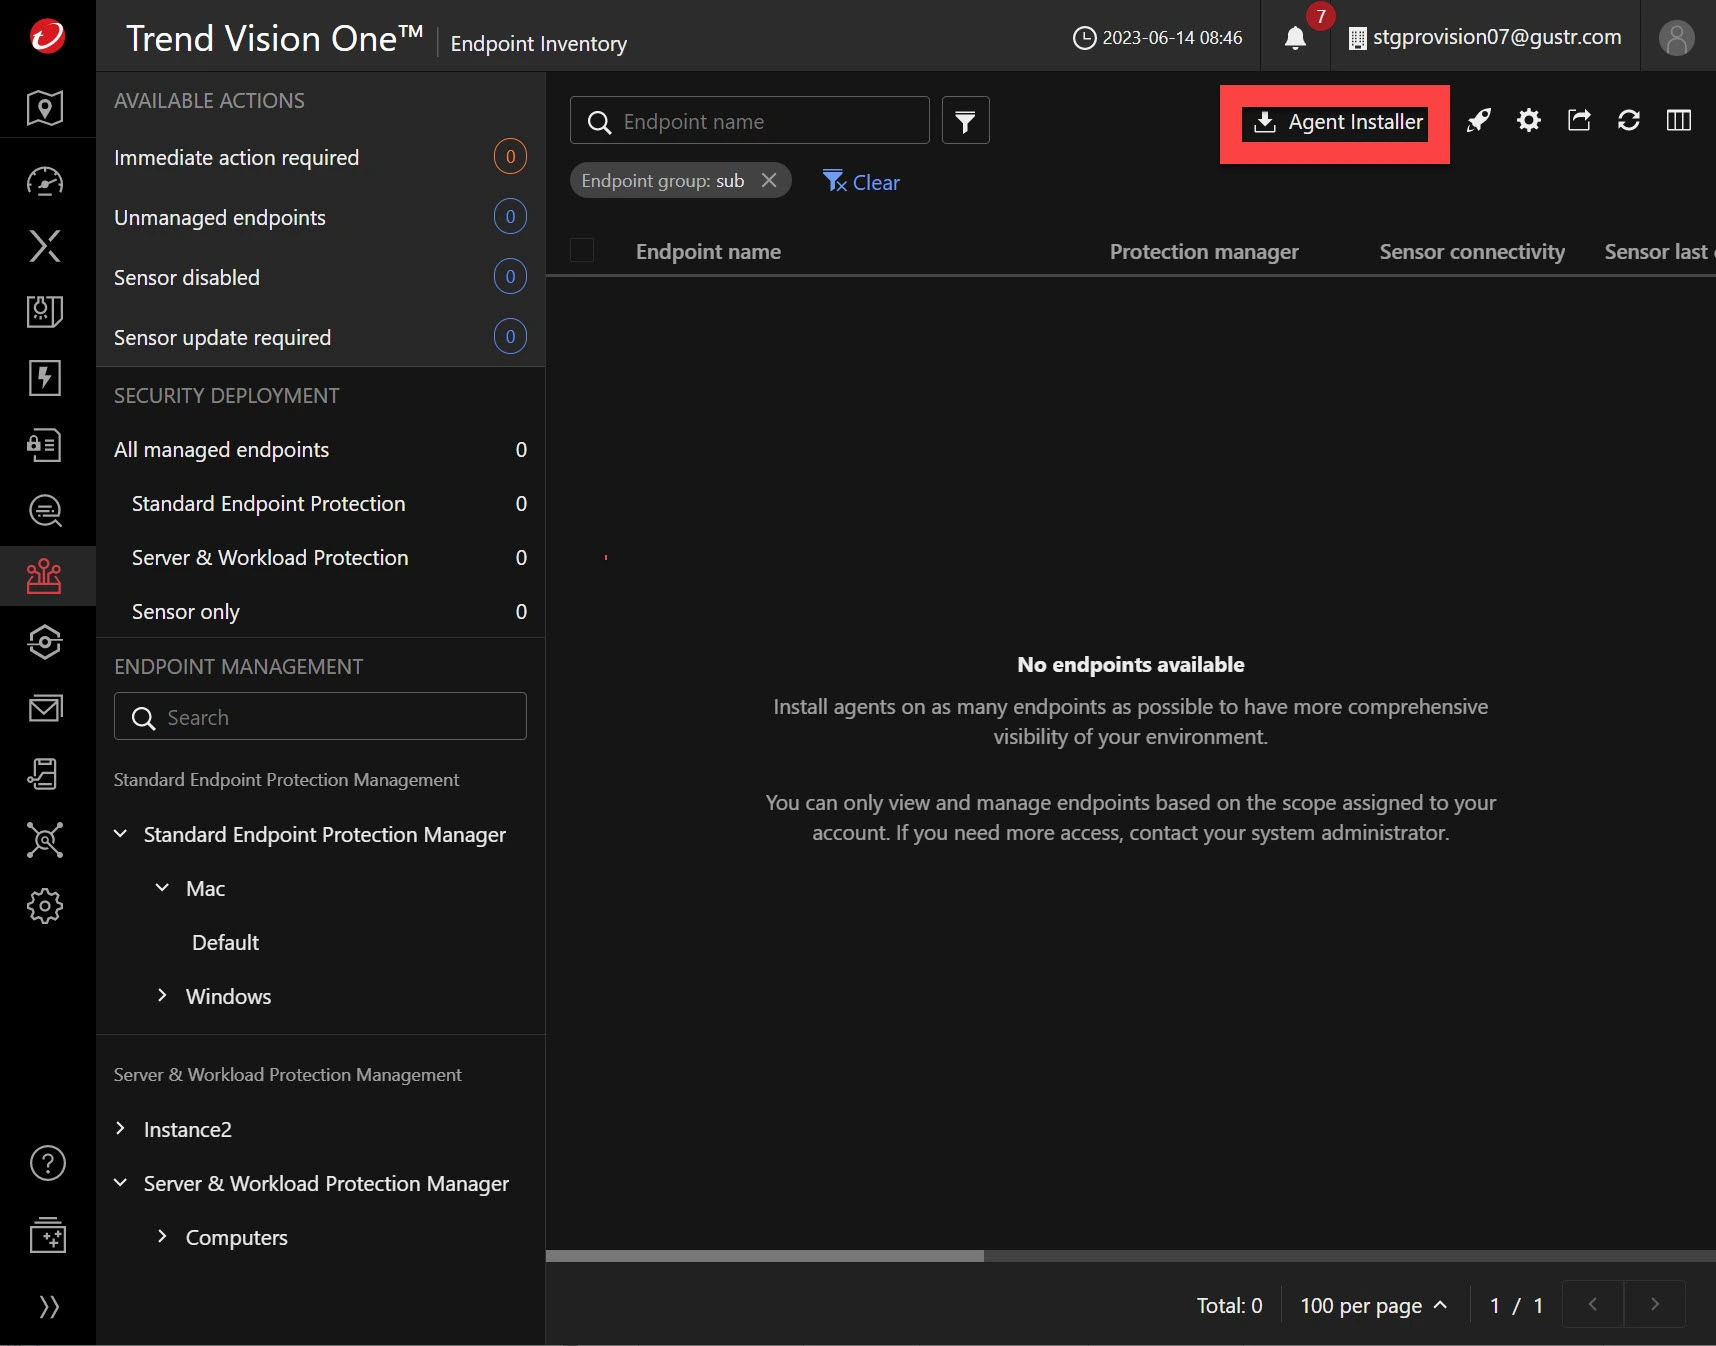 Trend Vision One™ Endpoint Inventory
2023-06-14 08:46
7
stgprovision07@gustr.com
AVAILABLE ACTIONS
Immediate action required 0
Unmanaged endpoints 0
Sensor disabled 0
Sensor update required 0
SECURITY DEPLOYMENT
All managed endpoints 0
Standard Endpoint Protection 0
Server & Workload Protection 0
Sensor only 0
ENDPOINT MANAGEMENT
Search
Standard Endpoint Protection Management
Standard Endpoint Protection Manager
Mac
Default
Windows
Server & Workload Protection Management
Instance2
Server & Workload Protection Manager
Computers
Endpoint name
Agent Installer
Endpoint group: sub
Clear
Endpoint name Protection manager Sensor connectivity Sensor last
No endpoints available
Install agents on as many endpoints as possible to have more comprehensive
visibility of your environment.
You can only view and manage endpoints based on the scope assigned to your
account. If you need more access, contact your system administrator.
Total: 0 100 per page 1 / 1